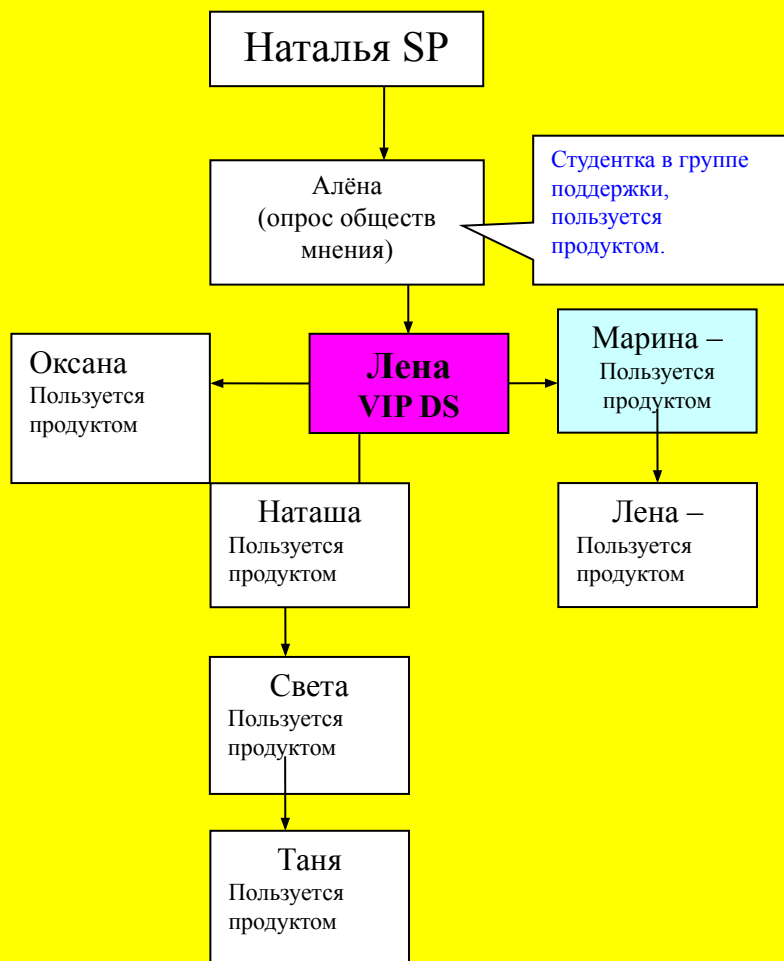 Наталья SP
Алёна
(опрос обществ
мнения)
Студентка в группе
поддержки,
пользуется
продуктом.
Оксана
Пользуется
продуктом
Лена
VIP DS
Марина –
Пользуется
продуктом
Наташа
Пользуется
продуктом
Лена –
Пользуется
продуктом
Света
Пользуется
продуктом
Таня
Пользуется
продуктом